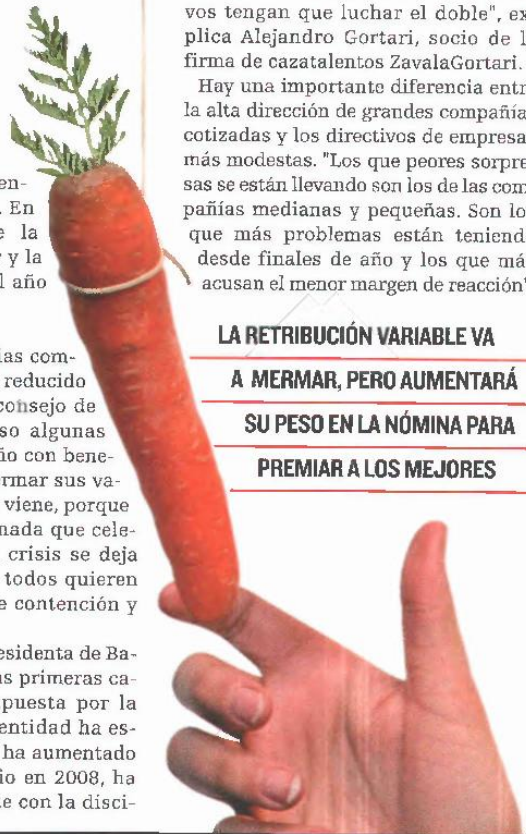 en-
. En
e la
r y la
l año
ias com-
reducido
consejo de
so algunas
ño con bene-
rmar sus va-
viene, porque
nada que cele-
crisis se deja
todos quieren
e contención y
esidenta de Ba-
as primeras ca-
puesta por la
entidad ha es-
ha aumentado
io en 2008, ha
e con la disci-
vos tengan que luchar el doble", ex
plica Alejandro Gortari, socio de l
firma de cazatalentos ZavalaGortari.
Hay una importante diferencia entr
la alta dirección de grandes compañía
cotizadas y los directivos de empresa
más modestas. "Los que peores sorpre
sas se están llevando son los de las com
pañías medianas y pequeñas. Son lo
que más problemas están teniend
desde finales de año y los que má
acusan el menor margen de reacción"
LA RETRIBUCIÓN VARIABLE VA
A MERMAR, PERO AUMENTARÁ
SU PESO EN LA NÓMINA PARA
PREMIAR A LOS MEJORES